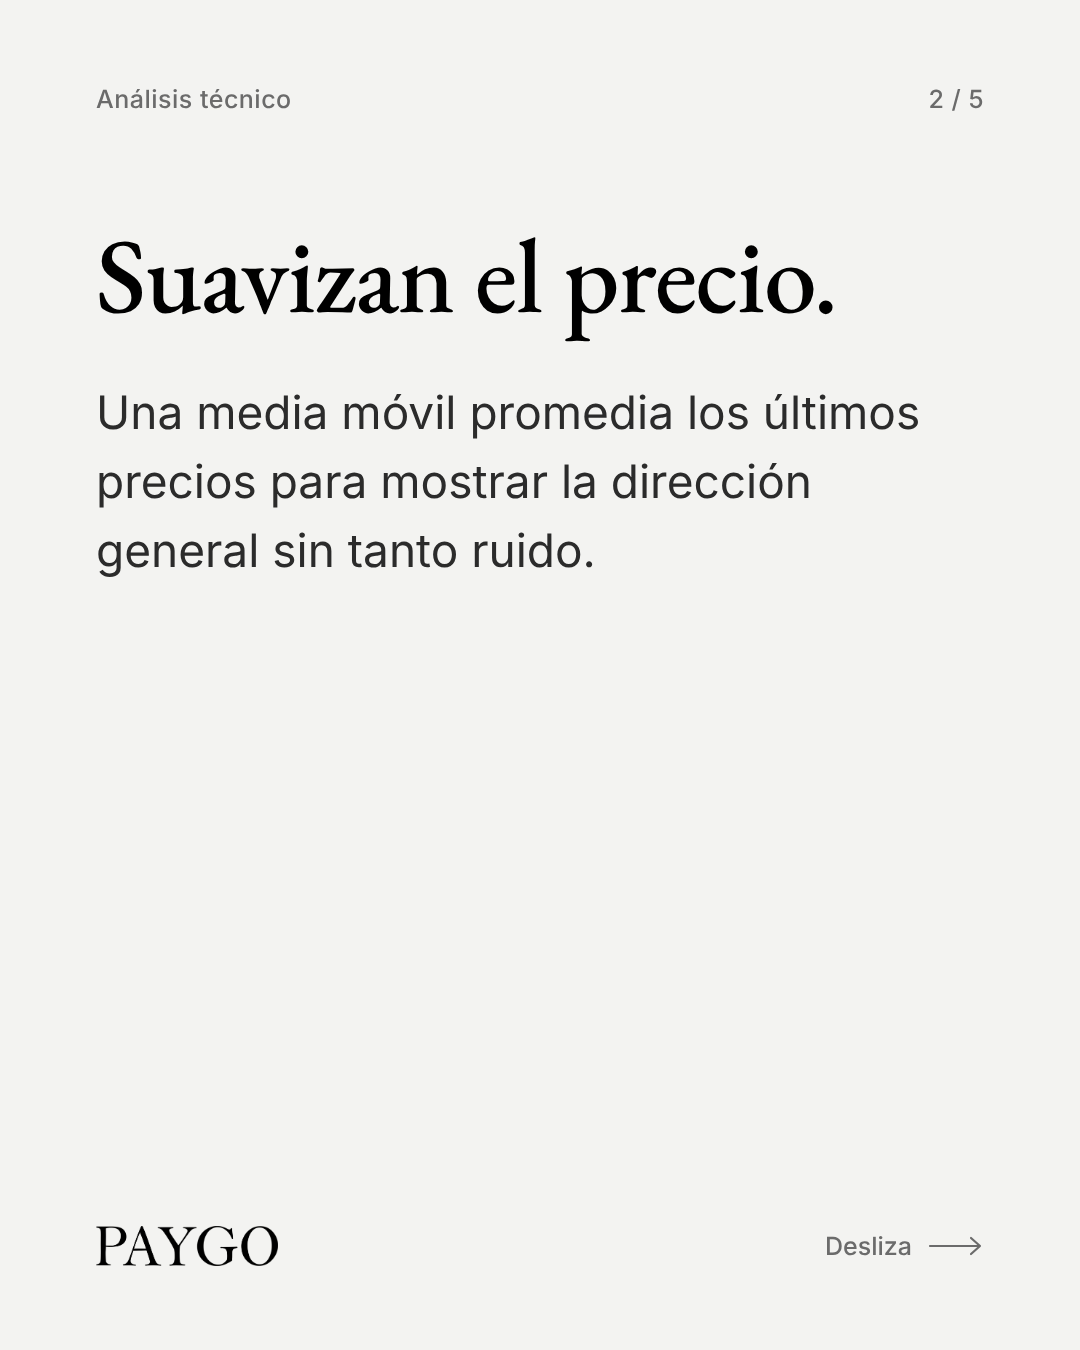 Análisis técnico
2 / 5
Suavizan el precio.
Una media móvil promedia los últimos
precios para mostrar la dirección
general sin tanto ruido.
PAYGO
Desliza